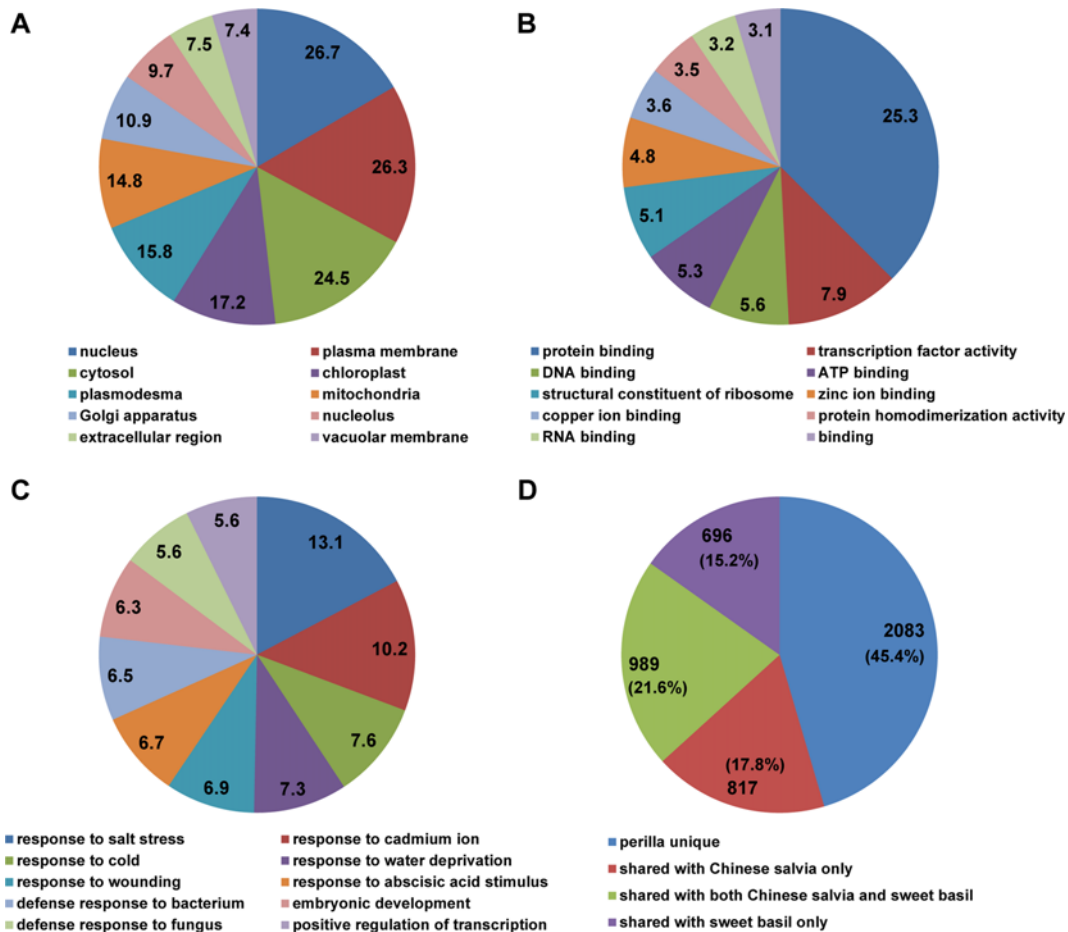 A
7.4
7.5
26.7
9.7
10.9
26.3
14.8
15.8
24.5
17.2
nucleus
plasma membrane
cytosol
chloroplast
plasmodesma
mitochondria
Golgi apparatus
nucleolus
extracellular region
vacuolar membrane
B
3.1
3.2
3.5
25.3
3.6
4.8
5.1
5.3
7.9
5.6
protein binding
transcription factor activity
DNA binding
ATP binding
structural constituent of ribosome
zinc ion binding
copper ion binding
protein homodimerization activity
RNA binding
binding
C
5.6
13.1
5.6
6.3
10.2
6.5
6.7
7.6
6.9
7.3
response to salt stress
response to cadmium ion
response to cold
response to water deprivation
response to wounding
response to abscisic acid stimulus
defense response to bacterium
embryonic development
defense response to fungus
positive regulation of transcription
D
696
(15.2%)
2083
(45.4%)
989
(21.6%)
(17.8%)
817
perilla unique
shared with Chinese salvia only
shared with both Chinese salvia and sweet basil
shared with sweet basil only